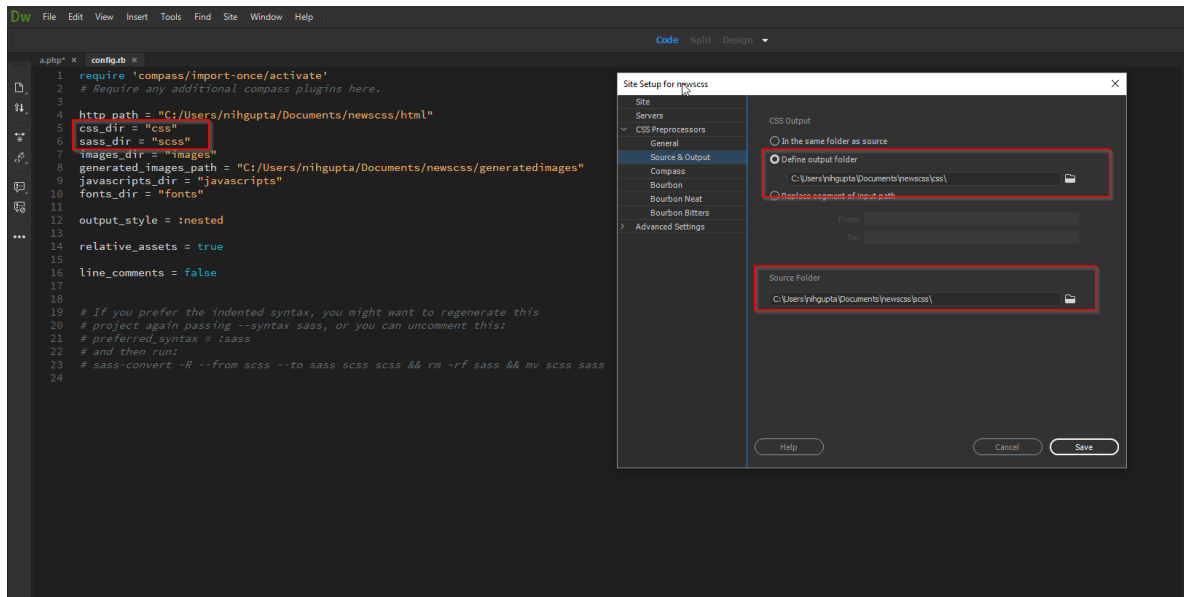 Dw File Edit View Insert Tools Find Site Window Help
Code Split Design
a.php* × config.rb ×
1 require 'compass/import-once/activate'
2 # Require any additional compass plugins here.
3
4 http_path = "C:/Users/nihgupta/Documents/newscss/html"
5 css_dir = "css"
6 sass_dir = "scss"
7 images_dir = "images"
8 generated_images_path = "C:/Users/nihgupta/Documents/newscss/generatedimages"
9 javascripts_dir = "javascripts"
10 fonts_dir = "fonts"
11
12 output_style = :nested
13
14 relative_assets = true
15
16 line_comments = false
17
18
19 # If you prefer the indented syntax, you might want to regenerate this
20 # project again passing --syntax sass, or you can uncomment this:
21 # preferred_syntax = :sass
22 # and then run:
23 # sass-convert -R --from scss --to sass scss scss && rm -rf sass && mv scss sass
24
Site Setup for newscss
Site
Servers
CSS Preprocessors
General
Source & Output
Compass
Bourbon
Bourbon Neat
Bourbon Bitters
Advanced Settings
CSS Output
In the same folder as source
Define output folder
C:\Users\nihgupta\Documents\newscss\css\
Replace segment of input path
From:
To:
Source Folder
C:\Users\nihgupta\Documents\newscss\scss\
Help Cancel Save